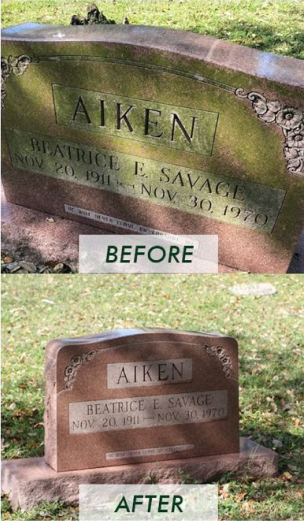 AIKEN
BEATRICE E. SAVAGE
NOV. 20, 1911 — NOV. 30, 1970
BEFORE
AIKEN
BEATRICE E. SAVAGE
NOV. 20, 1911 — NOV. 30, 1970
AFTER